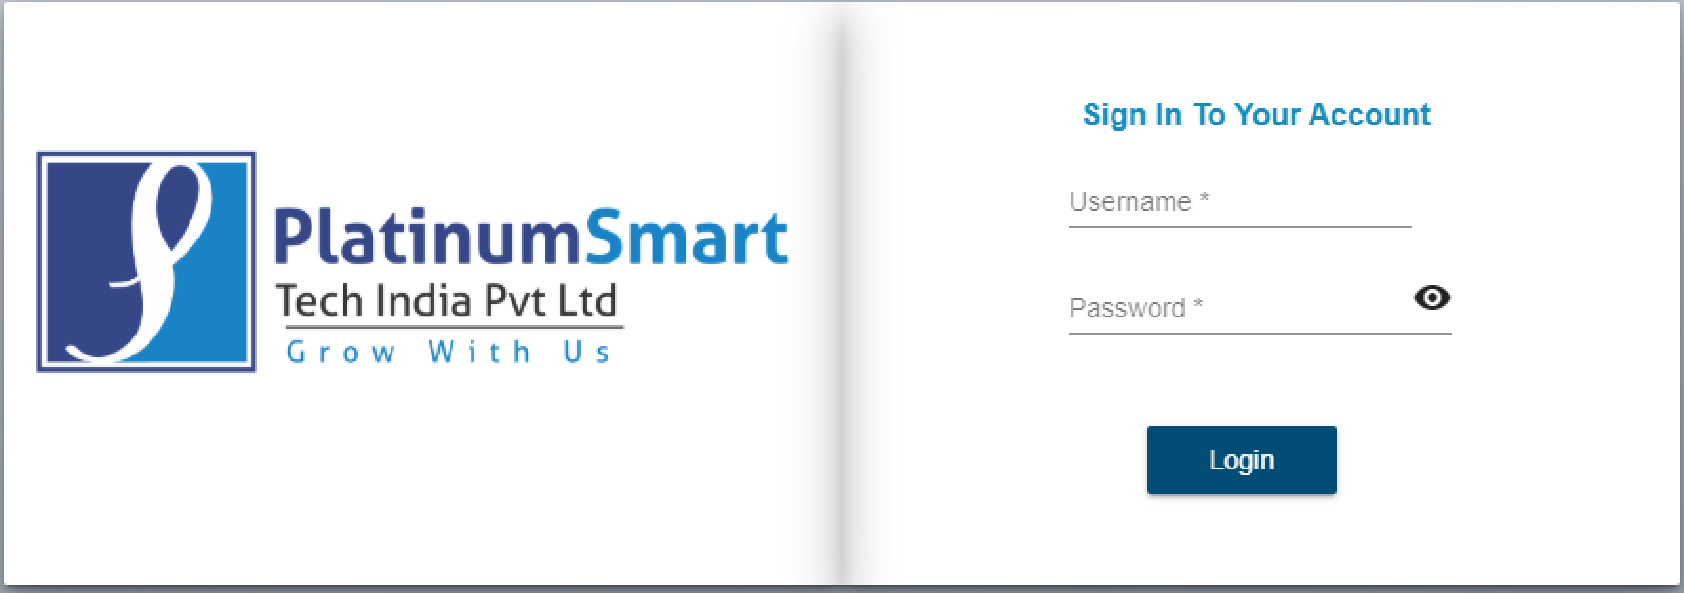 PlatinumSmart
Tech India Pvt Ltd
Grow With Us
Sign In To Your Account
Username *
Password *
Login